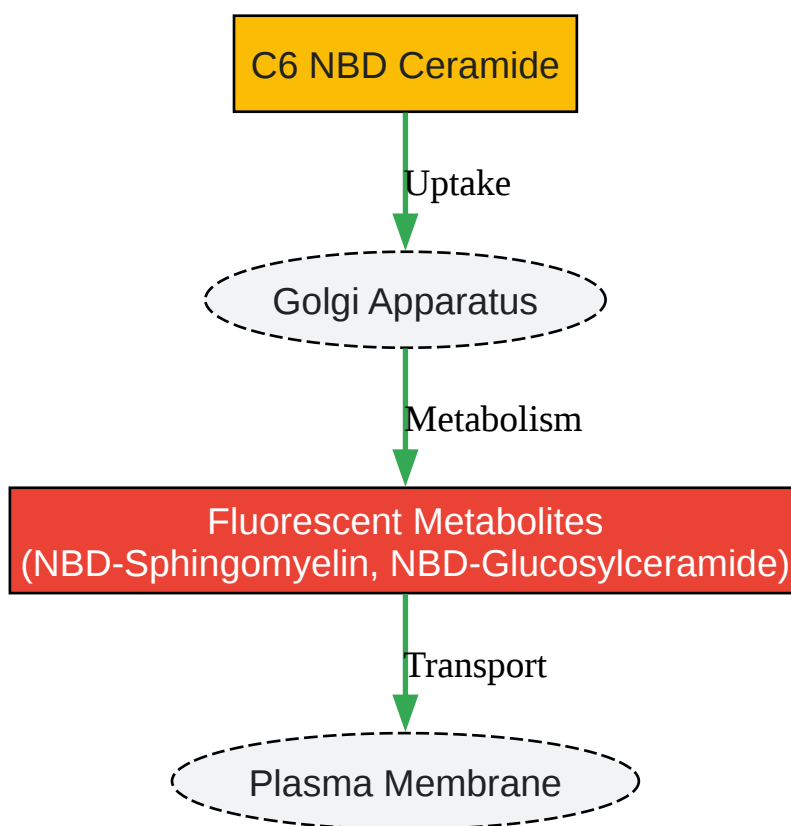 C6 NBD Ceramide
Uptake
Golgi Apparatus
Metabolism
Fluorescent Metabolites
(NBD-Sphingomyelin, NBD-Glucosylceramide)
Transport
Plasma Membrane